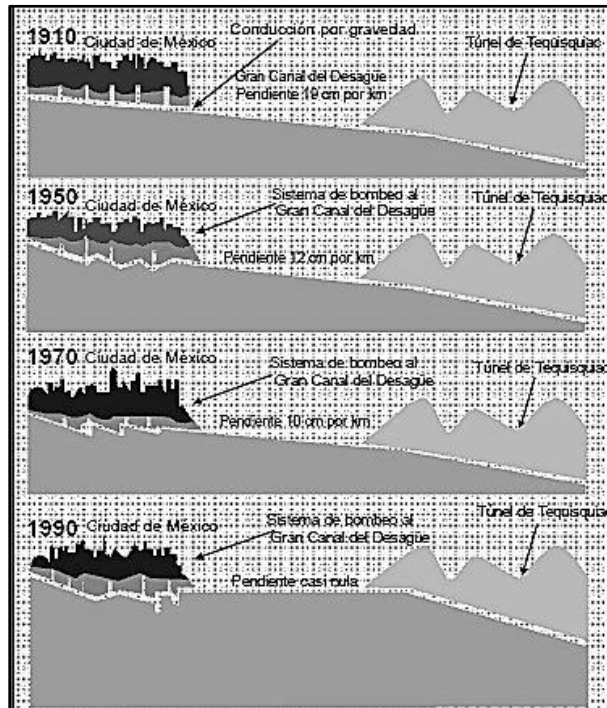 1910
Ciudad de México
Conducción por gravedad
Túnel de Tequisquiac
Gran Canal del Desagüe
Pendiente 19 cm por km
1950
Ciudad de México
Sistema de bombeo al
Gran Canal del Desagüe
Túnel de Tequisquiac
Pendiente 12 cm por km
1970
Ciudad de México
Sistema de bombeo al
Gran Canal del Desagüe
Túnel de Tequisquiac
Pendiente 10 cm por km
1990
Ciudad de México
Sistema de bombeo al
Gran Canal del Desagüe
Túnel de Tequisquiac
Pendiente casi nula